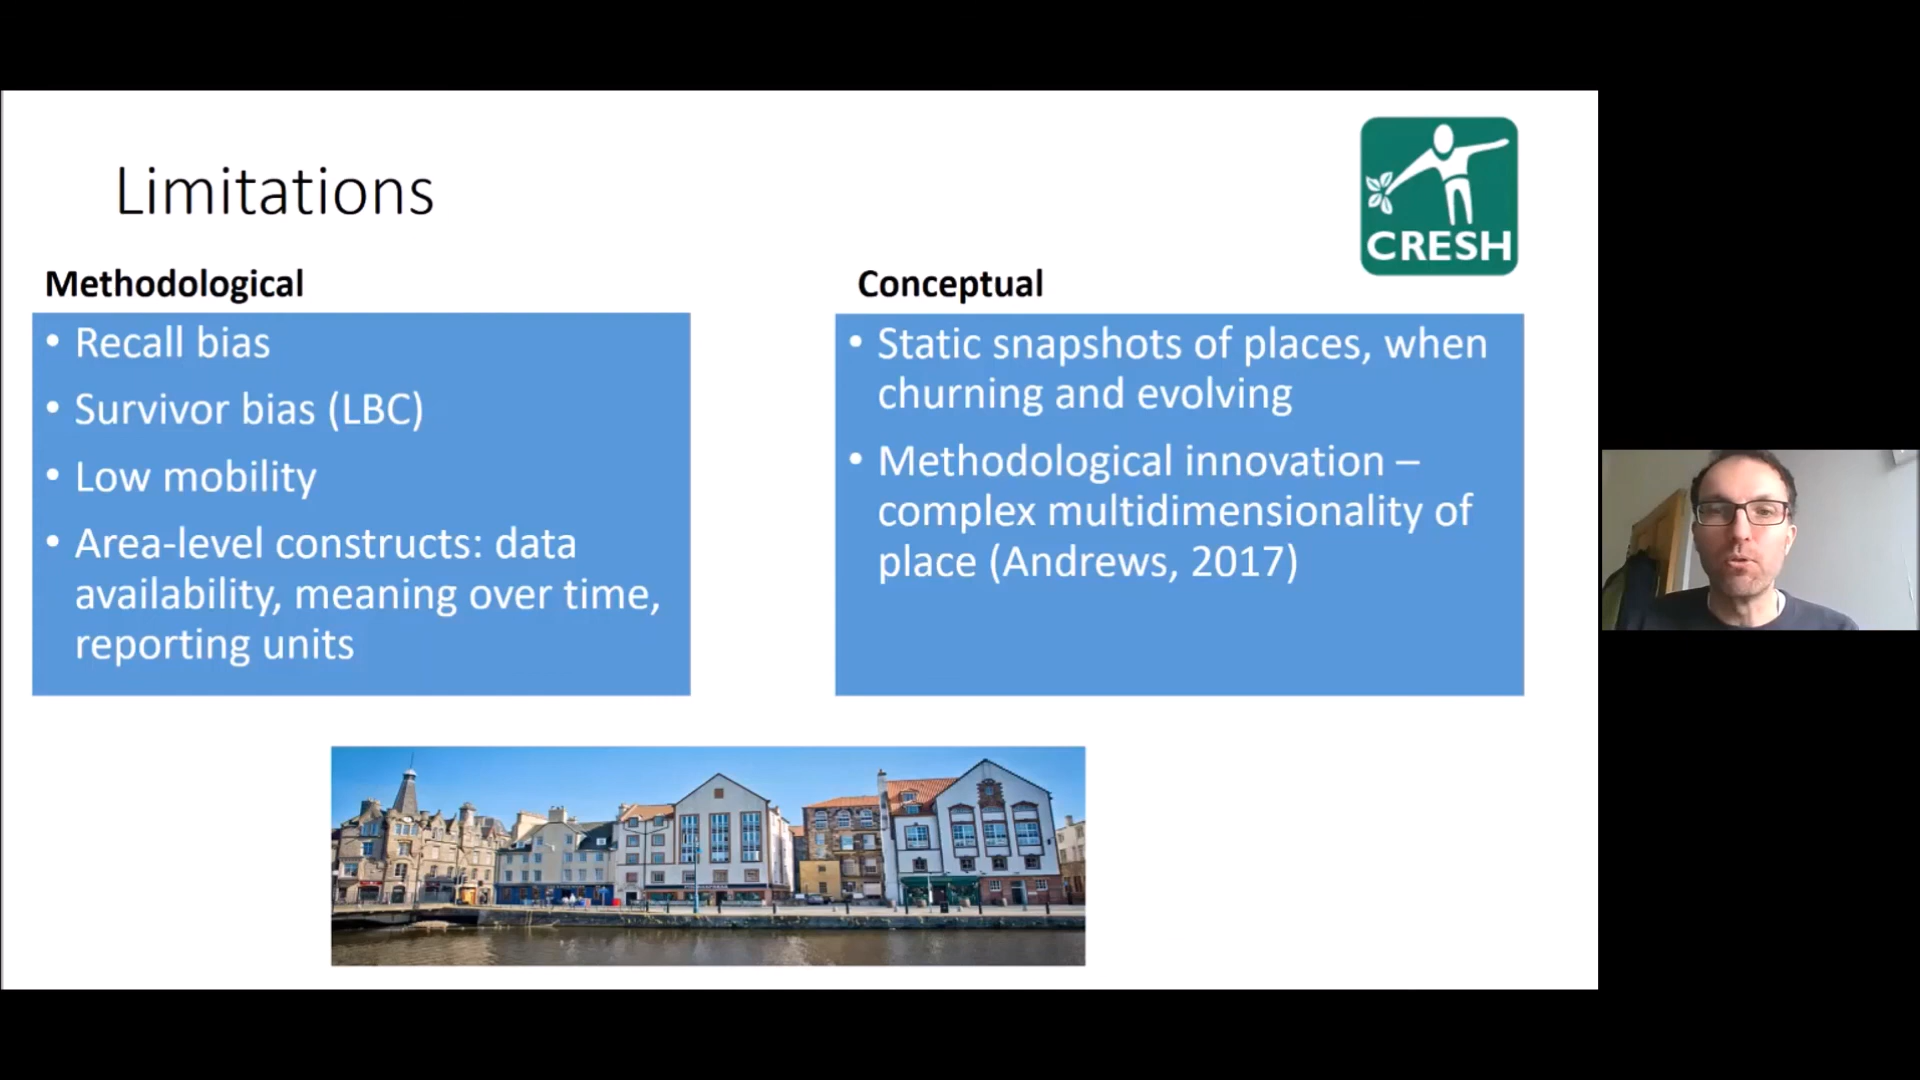 Limitations
CRESH
Methodological
• Recall bias
• Survivor bias (LBC)
• Low mobility
• Area-level constructs: data
availability, meaning over time,
reporting units
Conceptual
• Static snapshots of places, when
churning and evolving
• Methodological innovation –
complex multidimensionality of
place (Andrews, 2017)